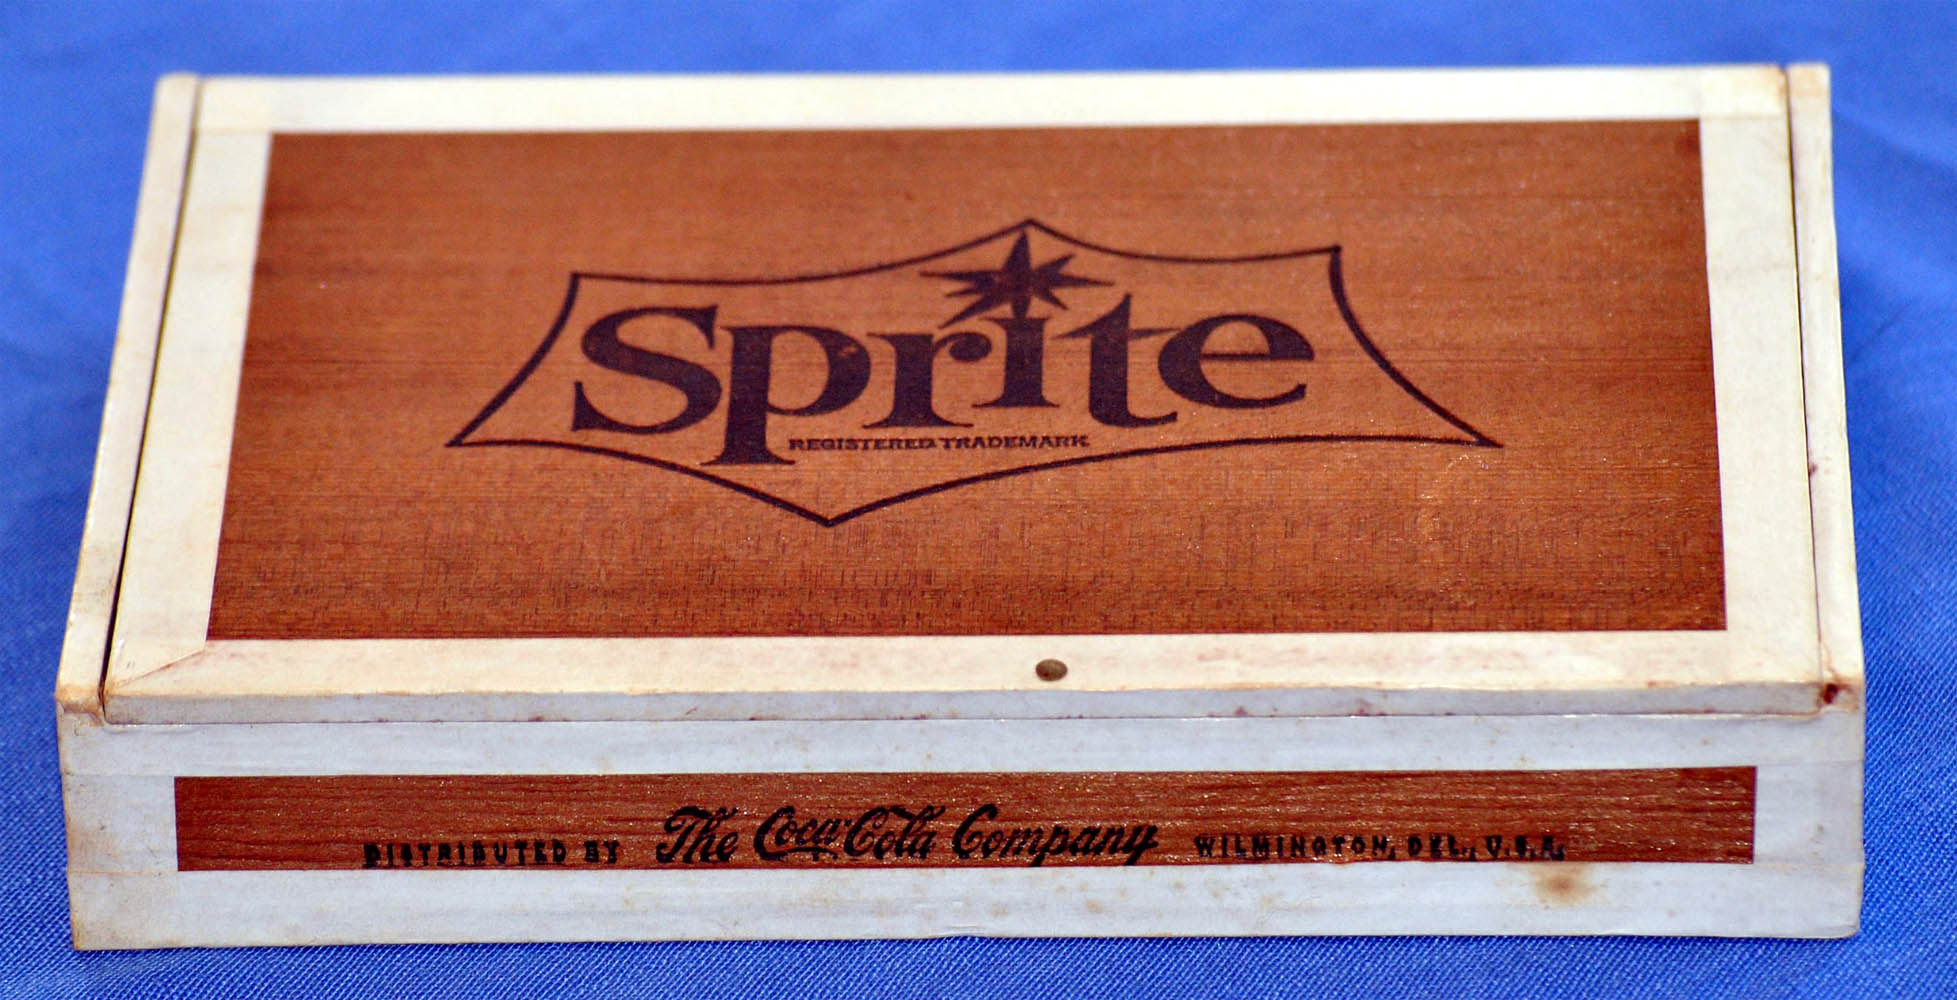 Sprite
REGISTERED TRADEMARK
DISTRIBUTED BY The Coca-Cola Company WILMINGTON, DEL., U.S.A.